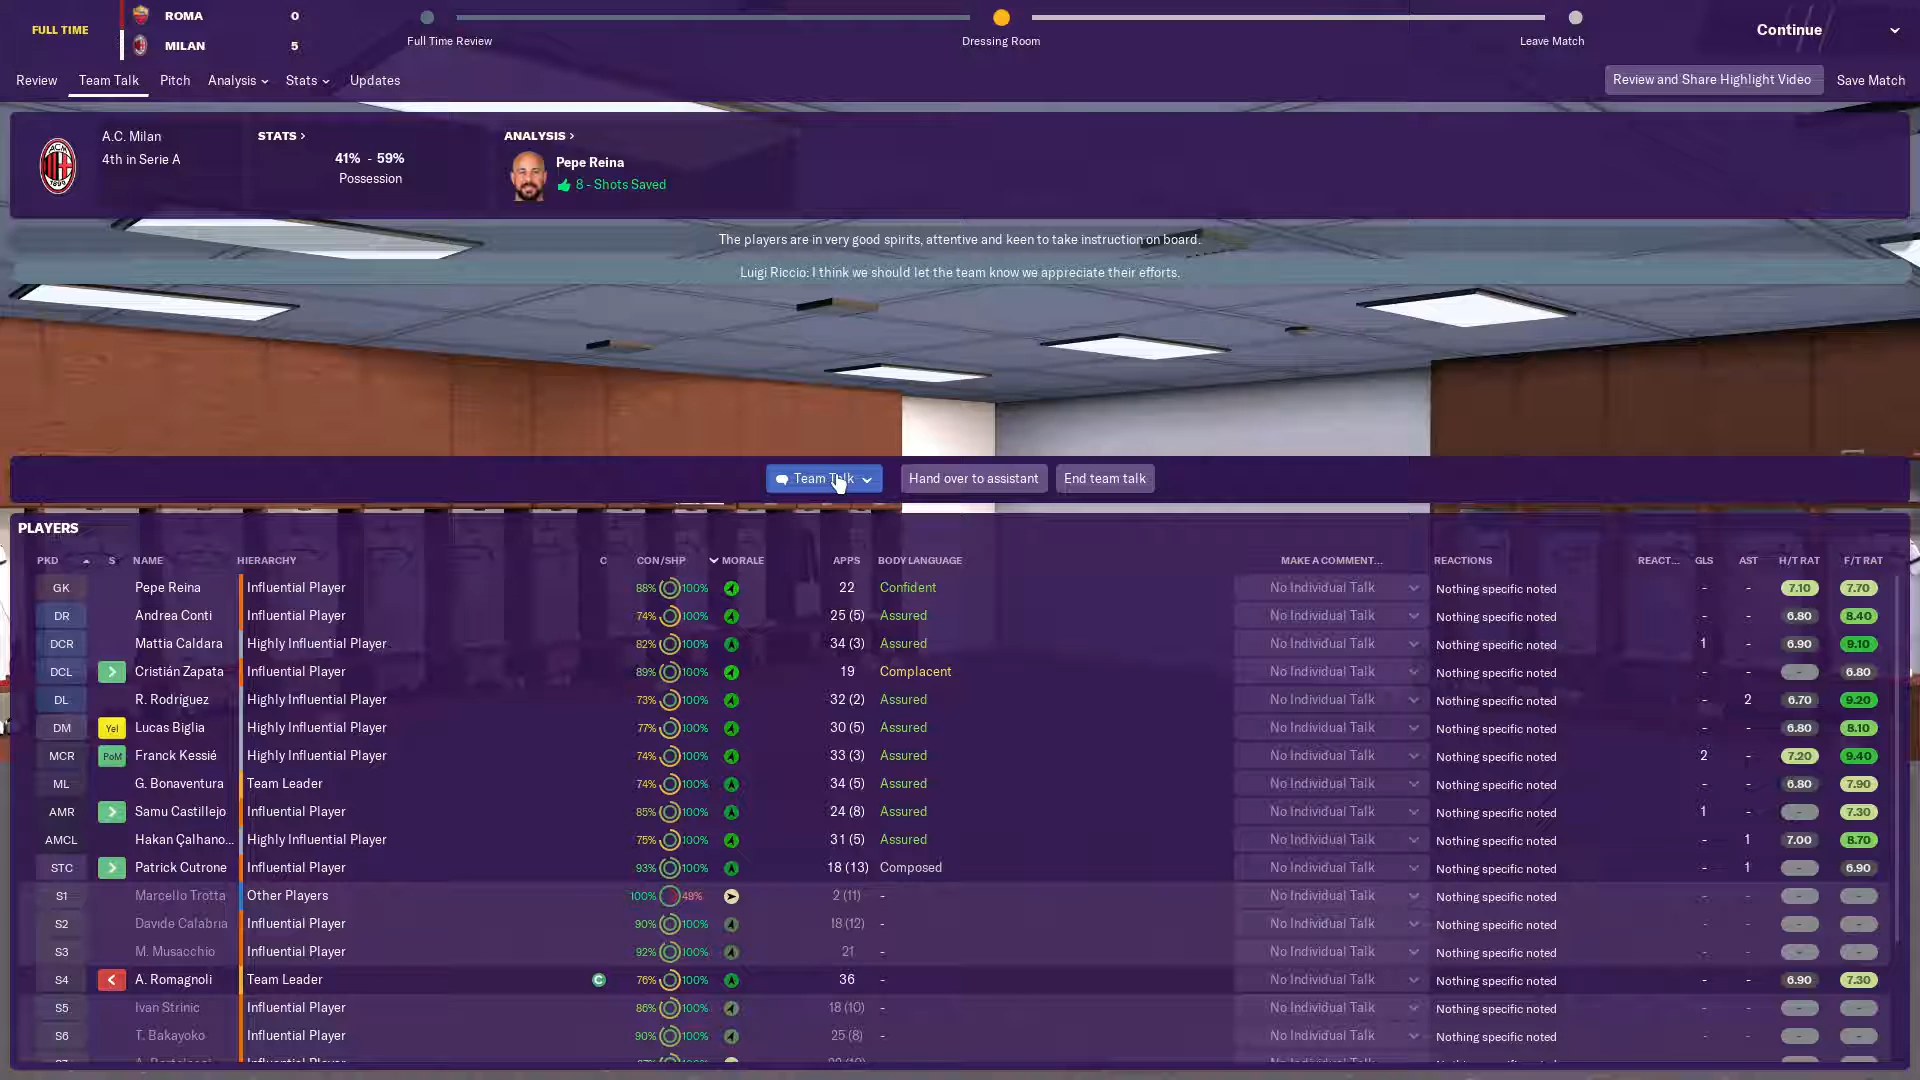 FULL TIME
ROMA 0
MILAN 5
Full Time Review
Dressing Room
Leave Match
Continue
Review Team Talk Pitch Analysis Stats Updates
Review and Share Highlight Video Save Match
A.C. Milan
4th in Serie A
STATS >
41% - 59%
Possession
ANALYSIS >
Pepe Reina
8 - Shots Saved
The players are in very good spirits, attentive and keen to take instruction on board.
Luigi Riccio: I think we should let the team know we appreciate their efforts.
Team Talk Hand over to assistant End team talk
PLAYERS
PKD S NAME HIERARCHY C CON/SHP MORALE APPS BODY LANGUAGE MAKE A COMMENT... REACTIONS REACT... GLS AST H/T RAT F/T RAT
GK Pepe Reina Influential Player 88% 100% 22 Confident No Individual Talk Nothing specific noted - - 7.10 7.70
DR Andrea Conti Influential Player 74% 100% 25 (5) Assured No Individual Talk Nothing specific noted - - 6.80 8.40
DCR Mattia Caldara Highly Influential Player 82% 100% 34 (3) Assured No Individual Talk Nothing specific noted 1 - 6.90 9.10
DCL Cristián Zapata Influential Player 89% 100% 19 Complacent No Individual Talk Nothing specific noted - - - 6.80
DL R. Rodríguez Highly Influential Player 73% 100% 32 (2) Assured No Individual Talk Nothing specific noted - 2 6.70 9.20
DM Yel Lucas Biglia Highly Influential Player 77% 100% 30 (5) Assured No Individual Talk Nothing specific noted - - 6.80 8.10
MCR PoM Franck Kessié Highly Influential Player 74% 100% 33 (3) Assured No Individual Talk Nothing specific noted 2 - 7.20 9.40
ML G. Bonaventura Team Leader 74% 100% 34 (5) Assured No Individual Talk Nothing specific noted - - 6.80 7.90
AMR Samu Castillejo Influential Player 85% 100% 24 (8) Assured No Individual Talk Nothing specific noted 1 - - 7.30
AMCL Hakan Çalhano... Highly Influential Player 75% 100% 31 (5) Assured No Individual Talk Nothing specific noted - 1 7.00 8.70
STC Patrick Cutrone Influential Player 93% 100% 18 (13) Composed No Individual Talk Nothing specific noted - 1 - 6.90
S1 Marcello Trotta Other Players 100% 49% 2 (11) - No Individual Talk Nothing specific noted - - - -
S2 Davide Calabria Influential Player 90% 100% 18 (12) - No Individual Talk Nothing specific noted - - - -
S3 M. Musacchio Influential Player 92% 100% 21 - No Individual Talk Nothing specific noted - - - -
S4 A. Romagnoli Team Leader C 76% 100% 36 - No Individual Talk Nothing specific noted - - 6.90 7.30
S5 Ivan Strinic Influential Player 86% 100% 18 (10) - No Individual Talk Nothing specific noted - - - -
S6 T. Bakayoko Influential Player 90% 100% 25 (8) - No Individual Talk Nothing specific noted - - - -